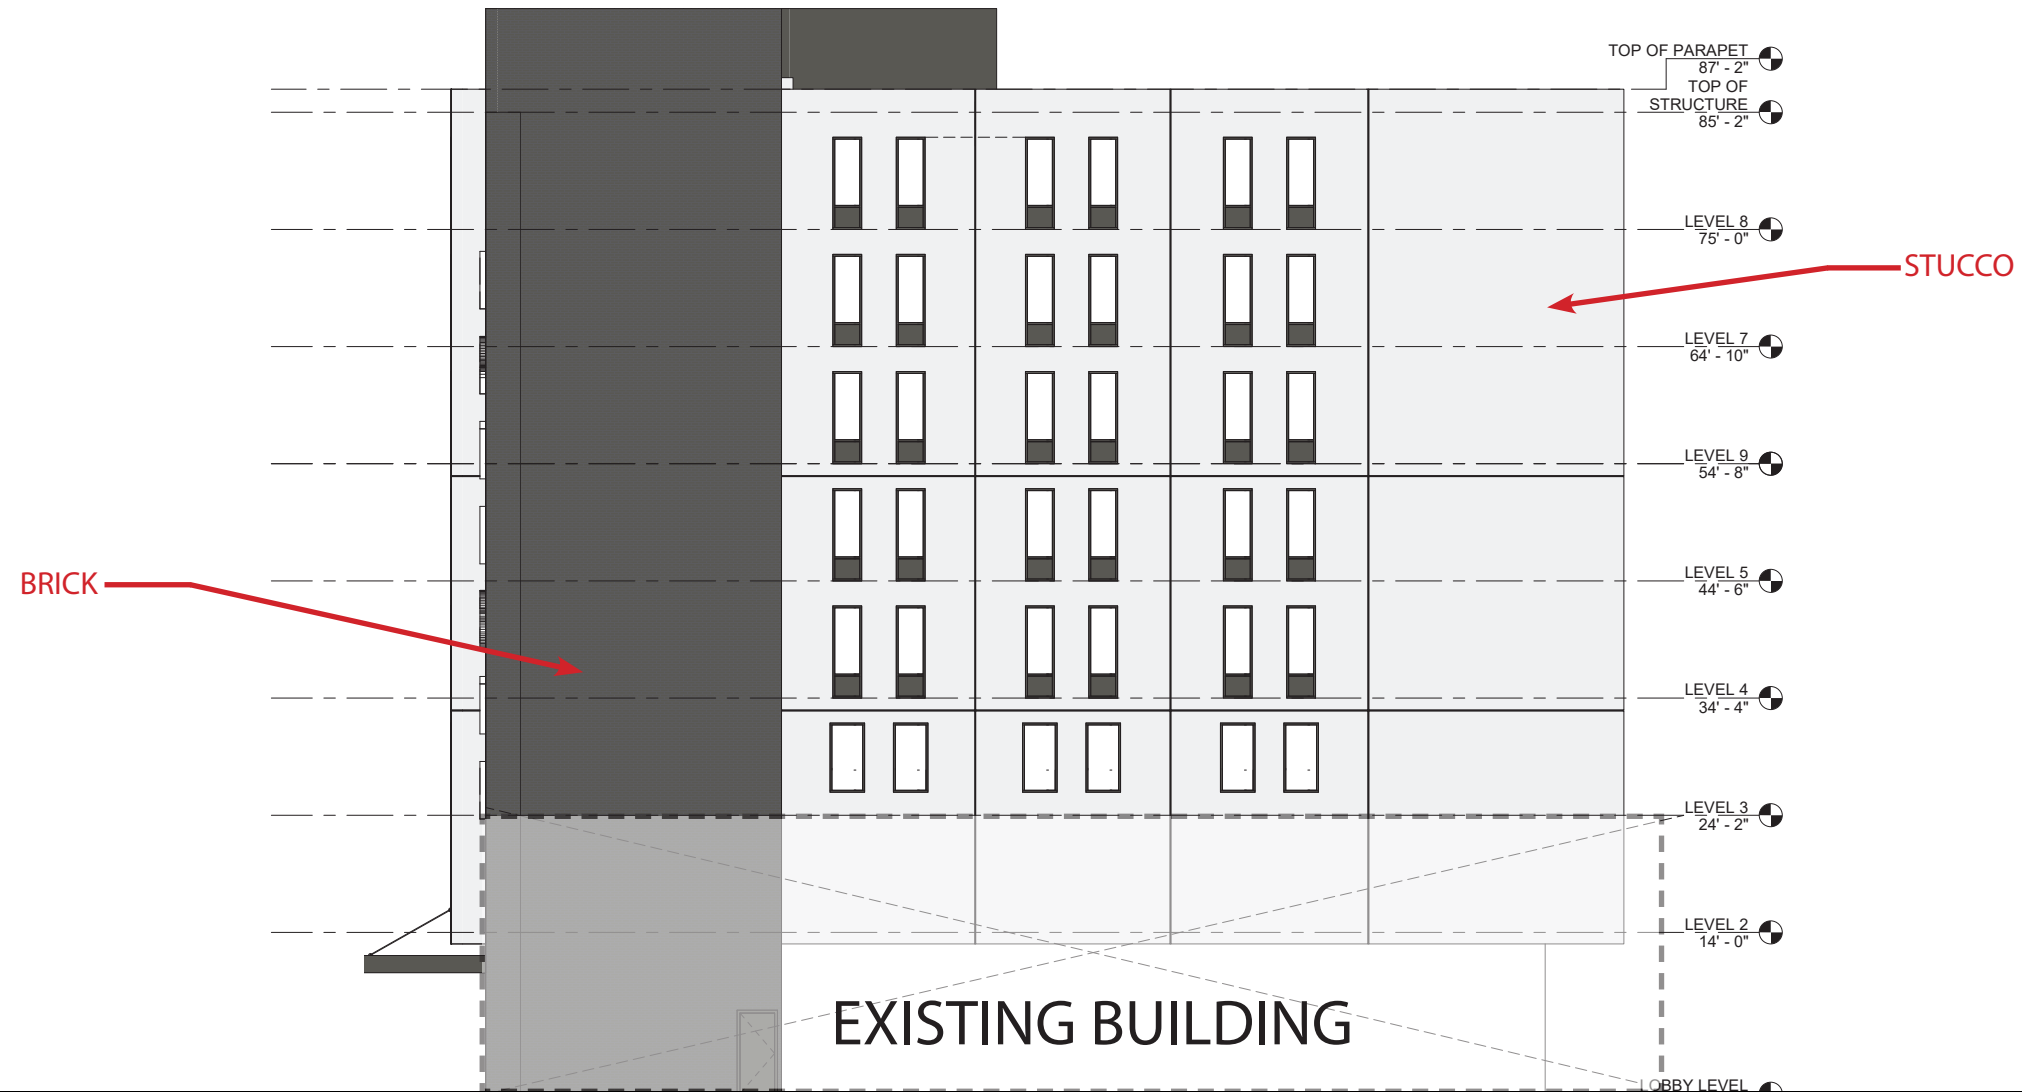 TOP OF PARAPET
87' - 2"
TOP OF
STRUCTURE
85' - 2"
LEVEL 8
75' - 0"
STUCCO
LEVEL 7
64' - 10"
LEVEL 9
54' - 8"
BRICK
LEVEL 5
44' - 6"
LEVEL 4
34' - 4"
LEVEL 3
24' - 2"
LEVEL 2
14' - 0"
EXISTING BUILDING
LOBBY LEVEL